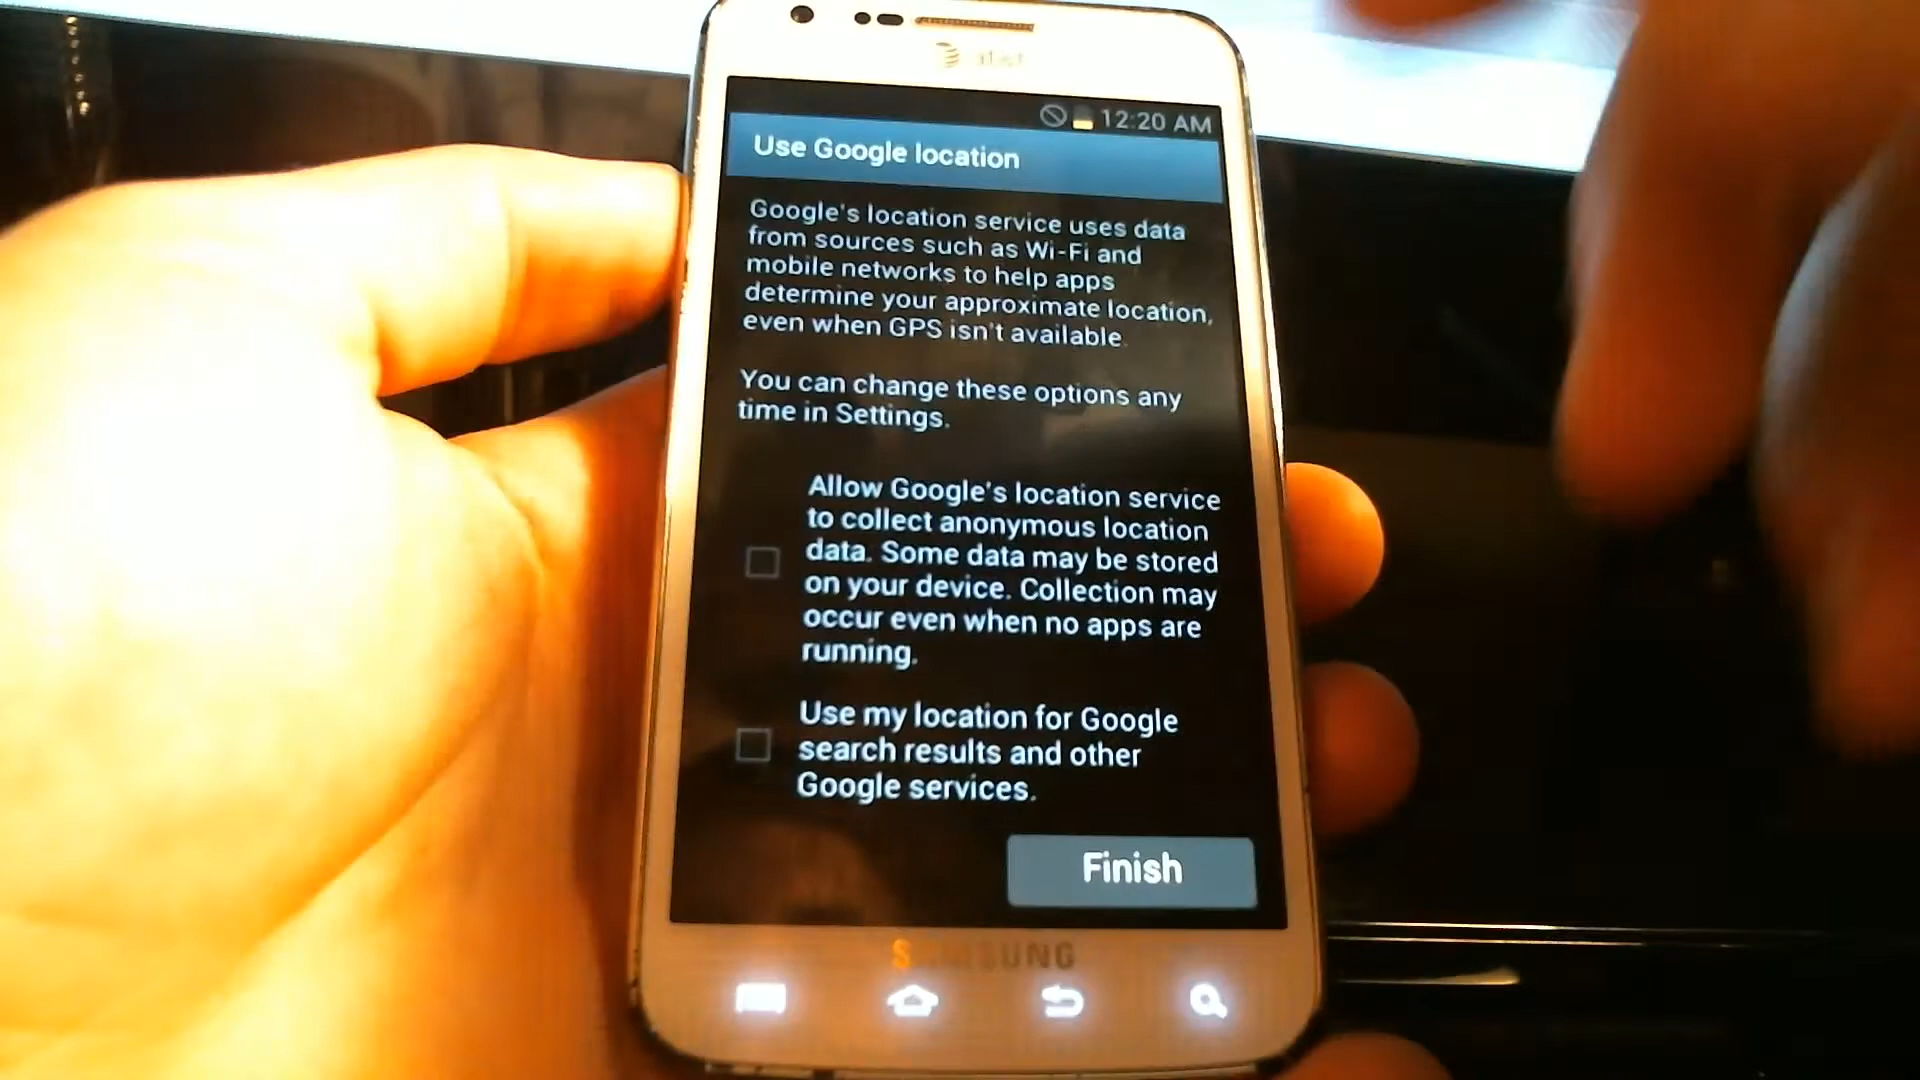 at&t
12:20 AM
Use Google location
Google's location service uses data
from sources such as Wi-Fi and
mobile networks to help apps
determine your approximate location,
even when GPS isn't available.
You can change these options any
time in Settings.
Allow Google's location service
to collect anonymous location
data. Some data may be stored
on your device. Collection may
occur even when no apps are
running.
Use my location for Google
search results and other
Google services.
Finish
SAMSUNG